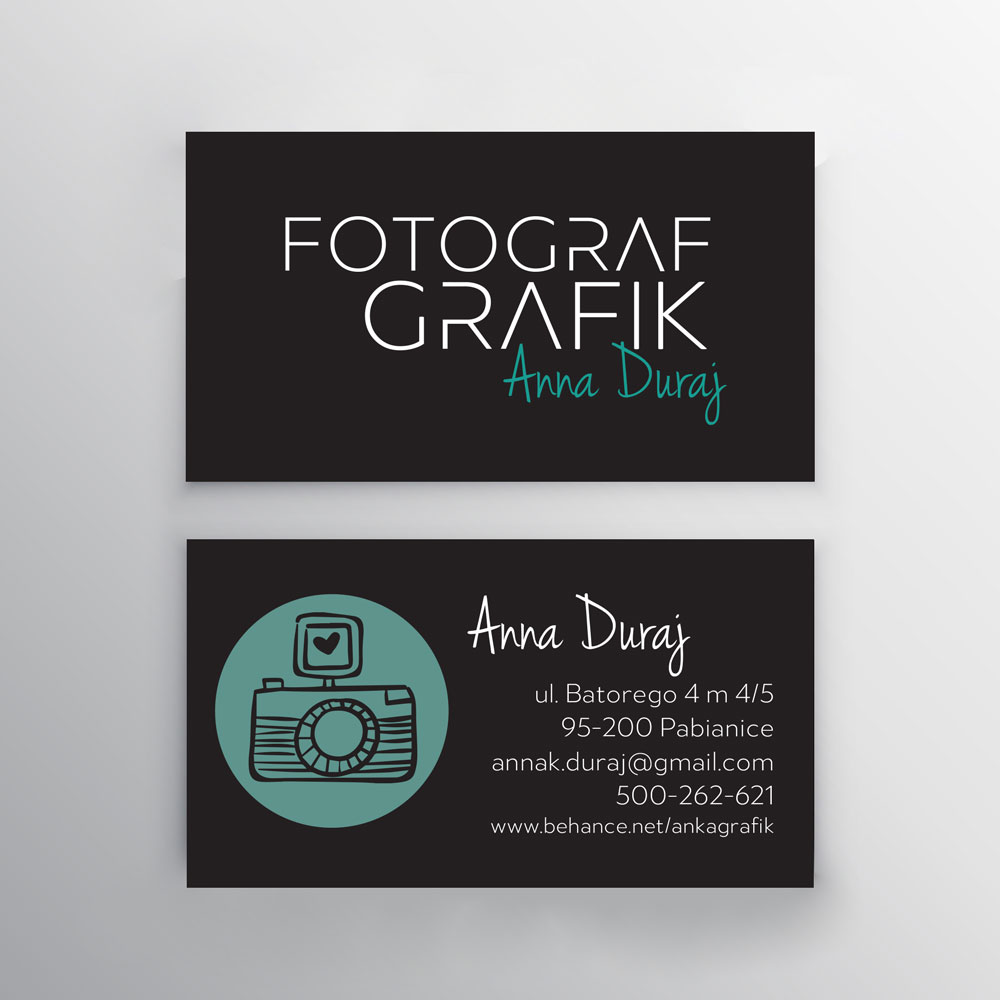 FOTOGRAF
GRAFIK
Anna Duraj
Anna Duraj
ul. Batorego 4 m 4/5
95-200 Pabianice
annak.duraj@gmail.com
500-262-621
www.behance.net/ankagrafik